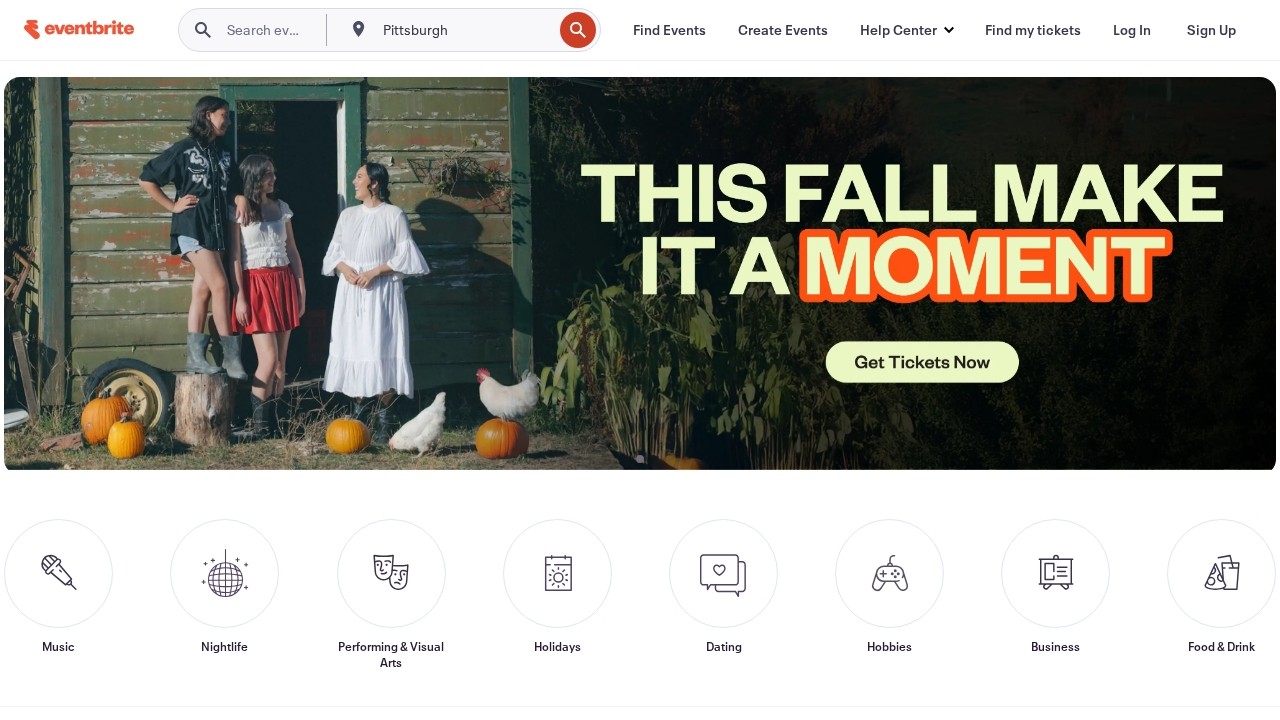 eventbrite
Search ev...
Pittsburgh
Find Events
Create Events
Help Center
Find my tickets
Log In
Sign Up
THIS FALL MAKE
IT A MOMENT
Get Tickets Now
Music
Nightlife
Performing & Visual
Arts
Holidays
Dating
Hobbies
Business
Food & Drink